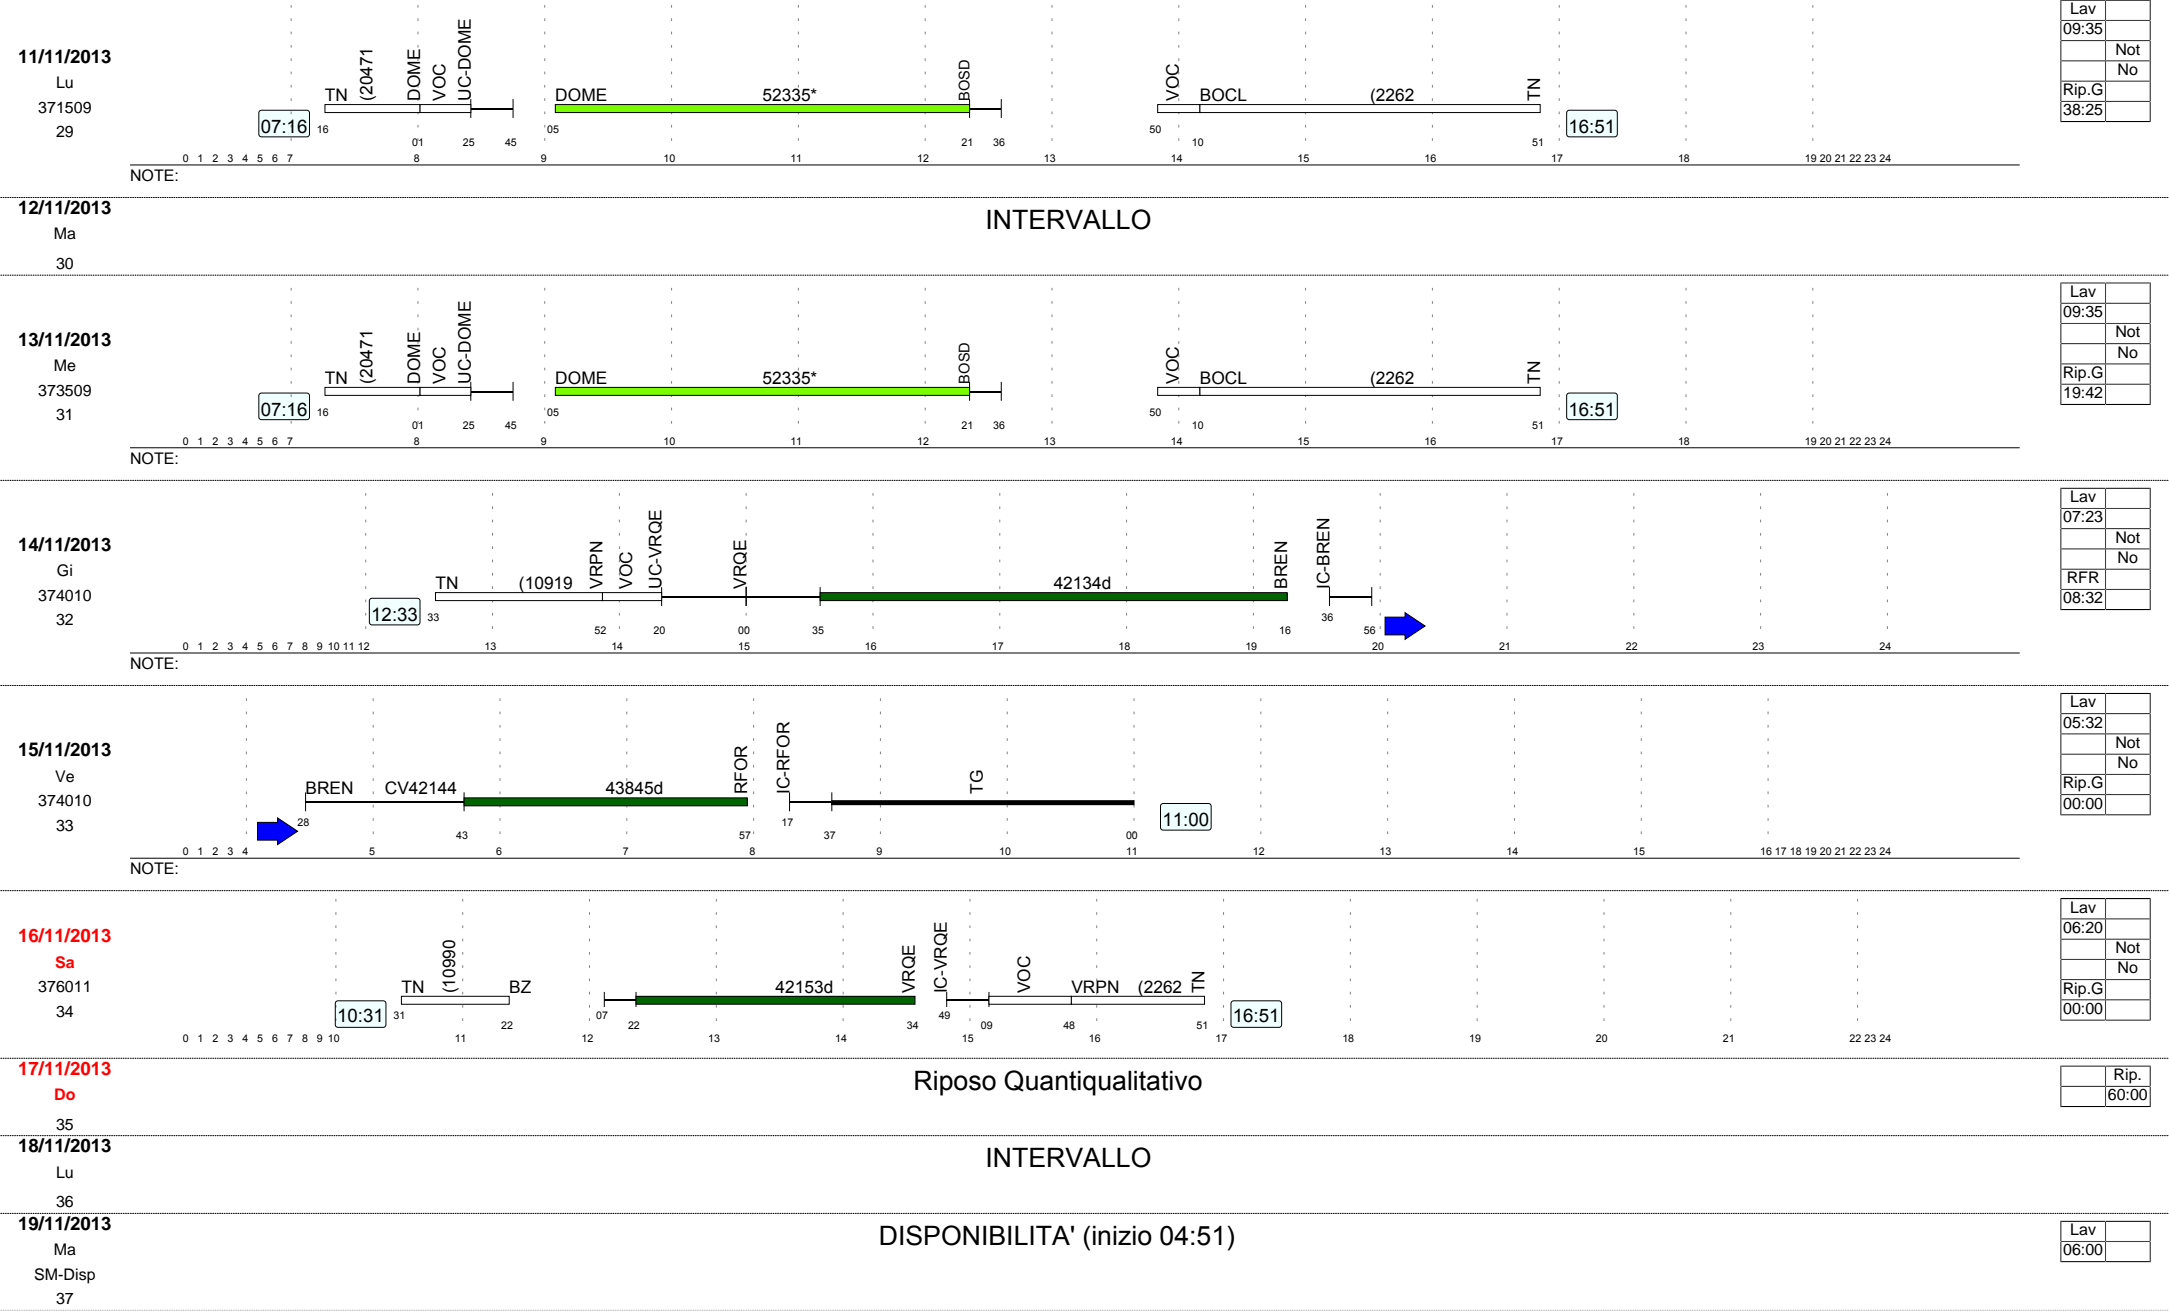 11/11/2013
Lu
371509
29
TN (20471 DOME VOC UC-DOME DOME 52335* BOSD VOC BOCL (2262 TN
07:16 16 01 25 45 05 21 36 50 10 51 16:51
0 1 2 3 4 5 6 7 8 9 10 11 12 13 14 15 16 17 18 19 20 21 22 23 24
NOTE:
Lav
09:35
Not
No
Rip.G
38:25
12/11/2013
Ma
30
INTERVALLO
13/11/2013
Me
373509
31
TN (20471 DOME VOC UC-DOME DOME 52335* BOSD VOC BOCL (2262 TN
07:16 16 01 25 45 05 21 36 50 10 51 16:51
0 1 2 3 4 5 6 7 8 9 10 11 12 13 14 15 16 17 18 19 20 21 22 23 24
NOTE:
Lav
09:35
Not
No
Rip.G
19:42
14/11/2013
Gi
374010
32
TN (10919 VRPN VOC UC-VRQE VRQE 42134d BREN IC-BREN
12:33 33 52 20 00 35 16 36 56
0 1 2 3 4 5 6 7 8 9 10 11 12 13 14 15 16 17 18 19 20 21 22 23 24
NOTE:
Lav
07:23
Not
No
RFR
08:32
15/11/2013
Ve
374010
33
BREN CV42144 43845d RFOR IC-RFOR TG
28 43 57 17 37 00 11:00
0 1 2 3 4 5 6 7 8 9 10 11 12 13 14 15 16 17 18 19 20 21 22 23 24
NOTE:
Lav
05:32
Not
No
Rip.G
00:00
16/11/2013
Sa
376011
34
TN (10990 BZ 42153d VRQE IC-VRQE VOC VRPN (2262 TN
10:31 31 22 07 22 34 49 09 48 51 16:51
0 1 2 3 4 5 6 7 8 9 10 11 12 13 14 15 16 17 18 19 20 21 22 23 24
Lav
06:20
Not
No
Rip.G
00:00
17/11/2013
Do
35
Riposo Quantiqualitativo
Rip.
60:00
18/11/2013
Lu
36
INTERVALLO
19/11/2013
Ma
SM-Disp
37
DISPONIBILITA' (inizio 04:51)
Lav
06:00